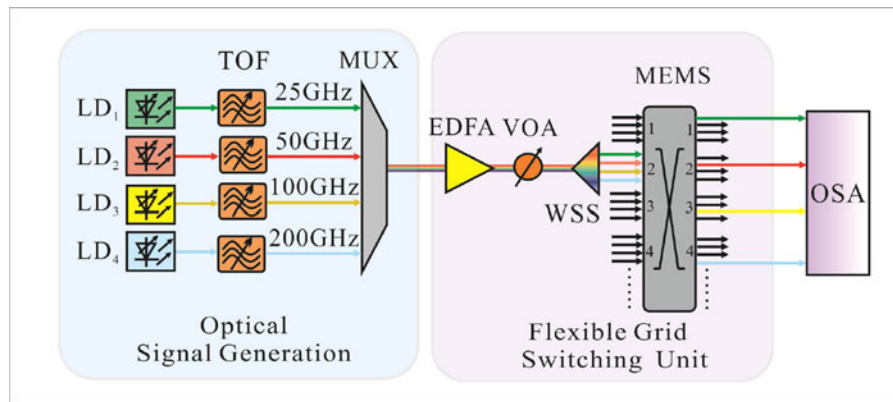 TOF
MUX
LD1
25GHz
LD2
50GHz
LD3
100GHz
LD4
200GHz
Optical
Signal Generation
EDFA
VOA
WSS
MEMS
1
1
2
2
3
3
4
4
Flexible Grid
Switching Unit
OSA